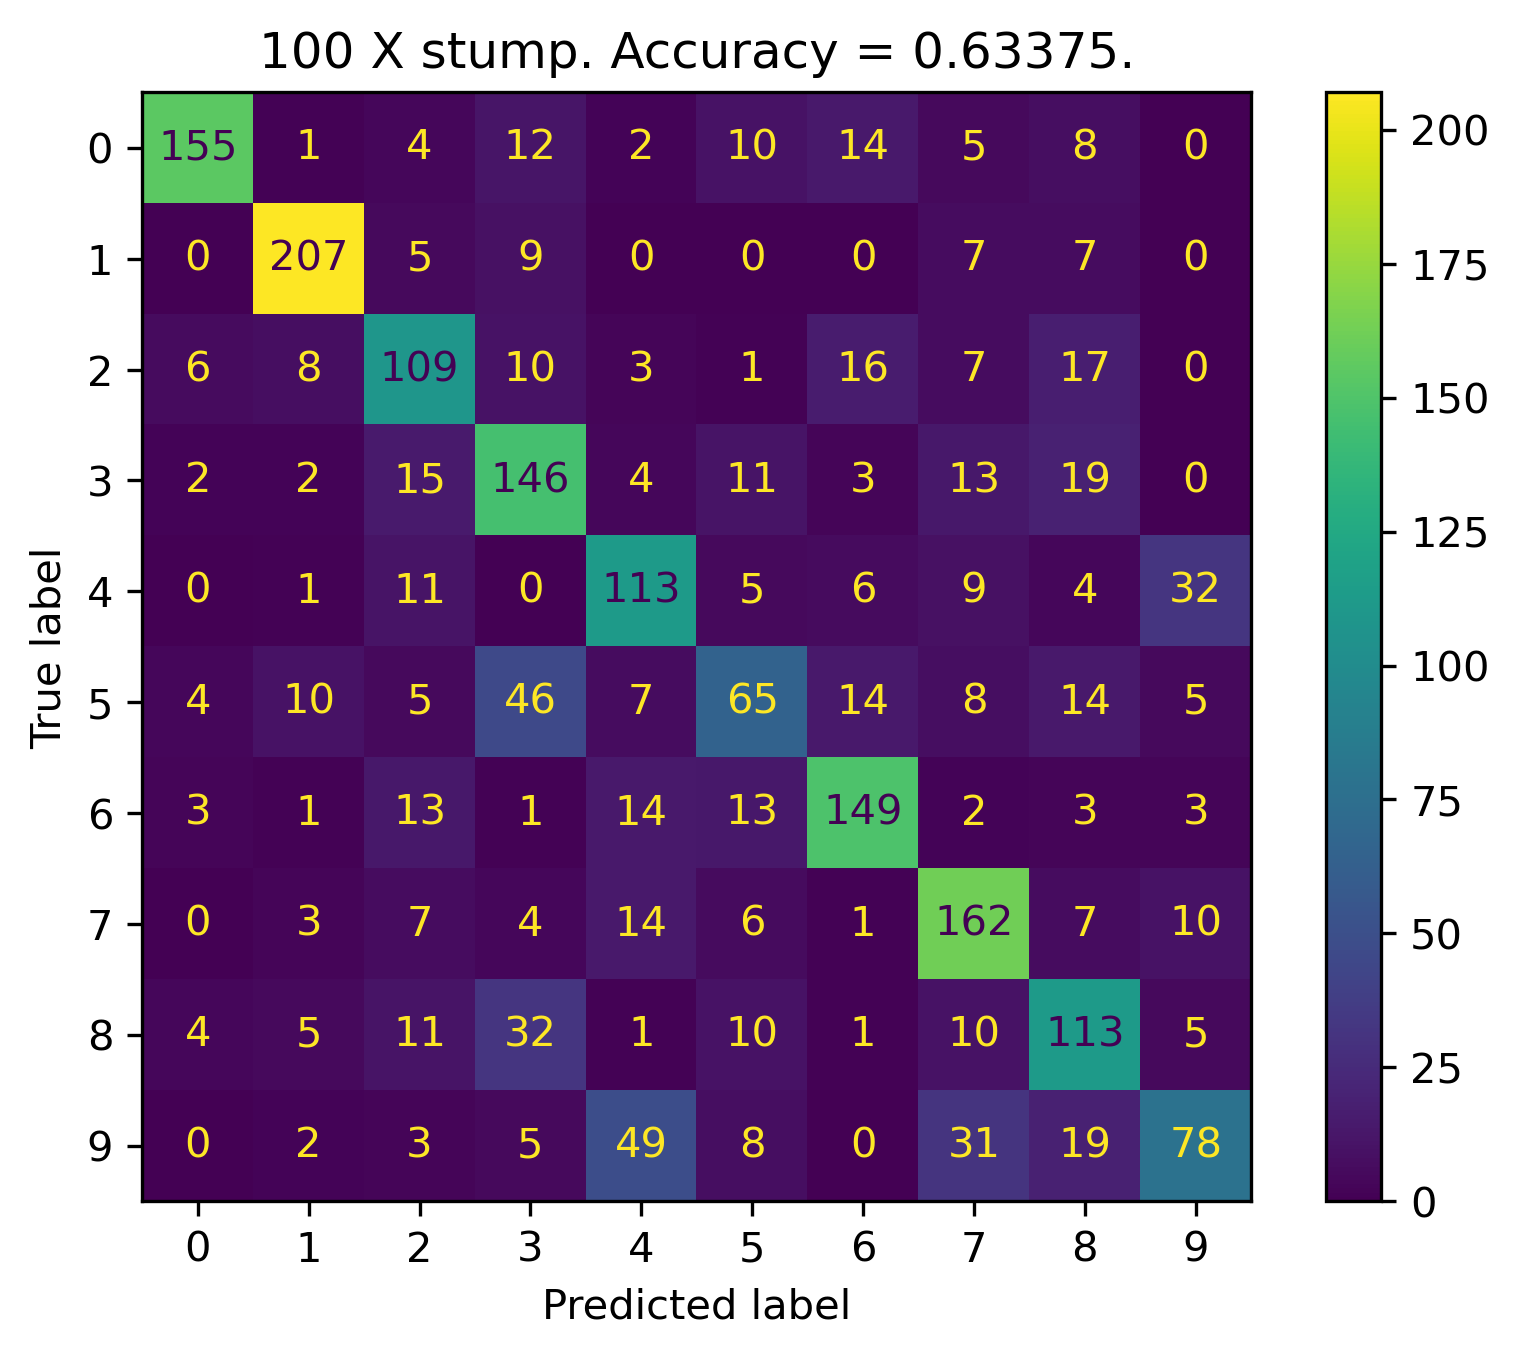 100 X stump. Accuracy = 0.63375.
0 155 1 4 12 2 10 14 5 8 0
1 0 207 5 9 0 0 0 7 7 0
2 6 8 109 10 3 1 16 7 17 0
3 2 2 15 146 4 11 3 13 19 0
4 0 1 11 0 113 5 6 9 4 32
5 4 10 5 46 7 65 14 8 14 5
6 3 1 13 1 14 13 149 2 3 3
7 0 3 7 4 14 6 1 162 7 10
8 4 5 11 32 1 10 1 10 113 5
9 0 2 3 5 49 8 0 31 19 78
0 1 2 3 4 5 6 7 8 9
Predicted label
True label
200
175
150
125
100
75
50
25
0